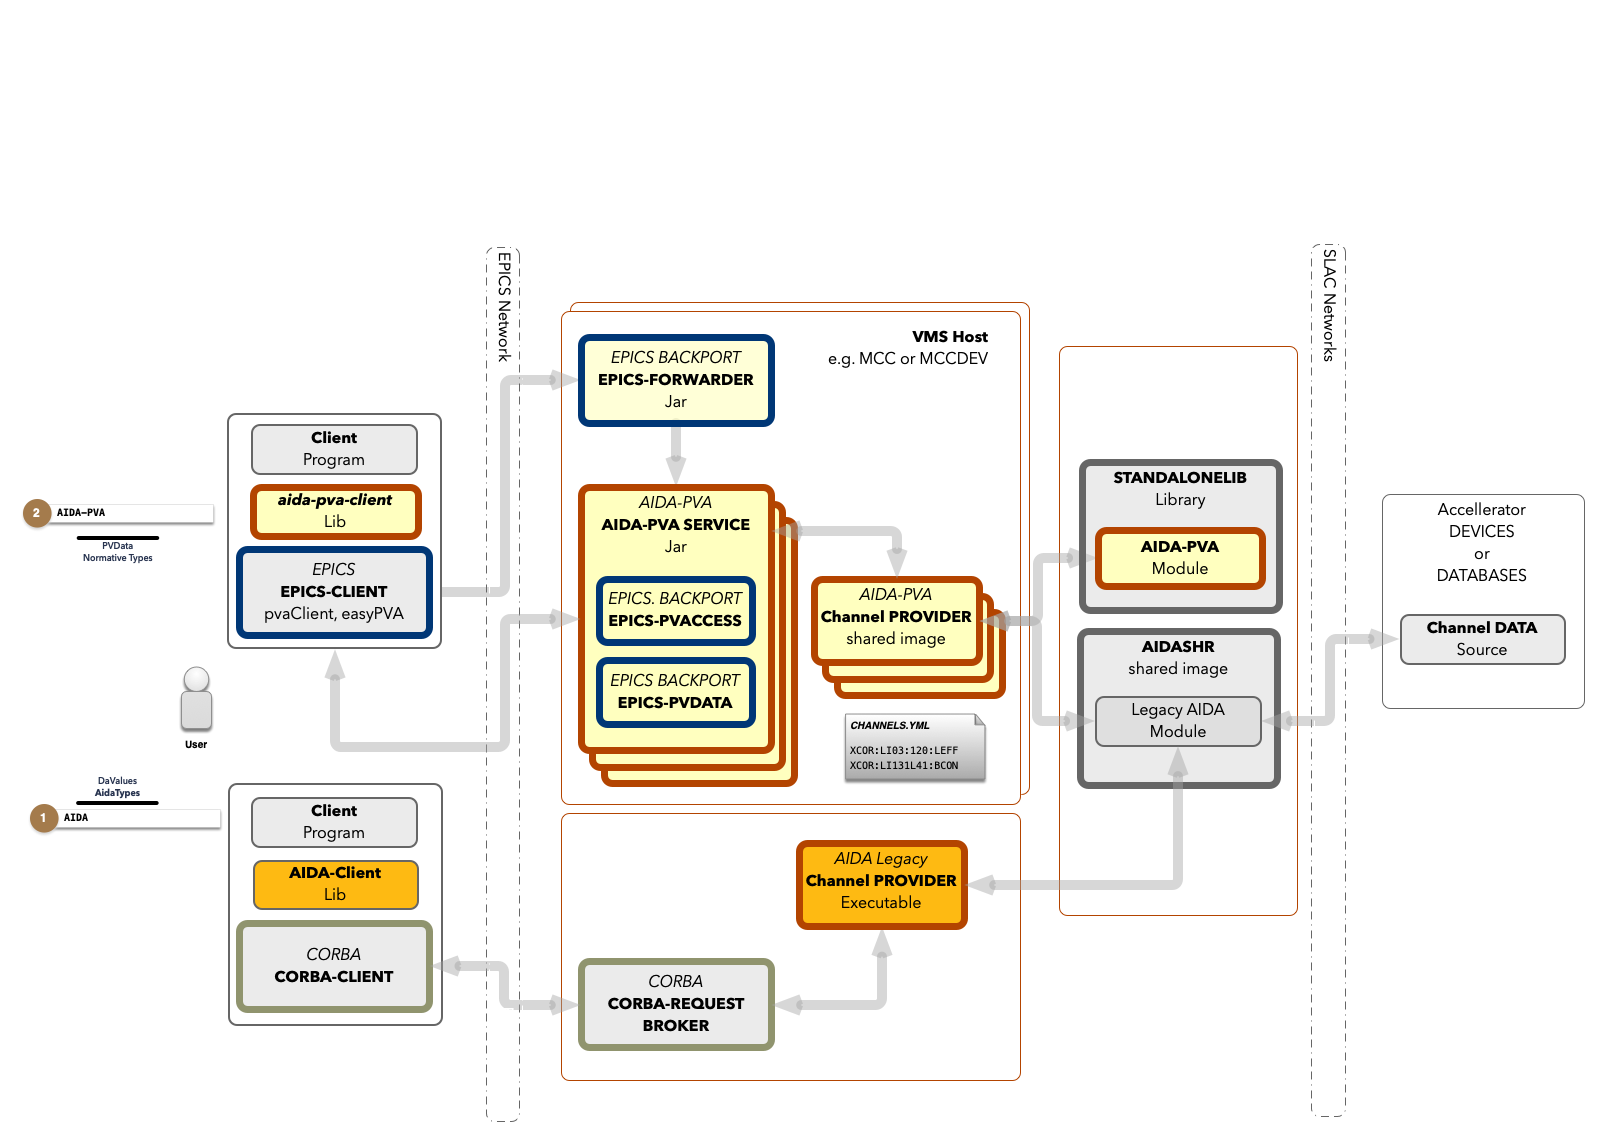 EPICS Network
SLAC Networks
VMS Host
e.g. MCC or MCCDEV
EPICS BACKPORT
EPICS-FORWARDER
Jar
Client
Program
aida-pva-client
Lib
EPICS
EPICS-CLIENT
pvaClient, easyPVA
2
AIDA-PVA
PVData
Normative Types
AIDA-PVA
AIDA-PVA SERVICE
Jar
EPICS. BACKPORT
EPICS-PVACCESS
EPICS BACKPORT
EPICS-PVDATA
AIDA-PVA
Channel PROVIDER
shared image
CHANNELS.YML
XCOR:LI03:120:LEFF
XCOR:LI131L41:BCON
STANDALONELIB
Library
AIDA-PVA
Module
AIDASHR
shared image
Legacy AIDA
Module
Accellerator
DEVICES
or
DATABASES
Channel DATA
Source
User
DaValues
AidaTypes
1
AIDA
Client
Program
AIDA-Client
Lib
CORBA
CORBA-CLIENT
AIDA Legacy
Channel PROVIDER
Executable
CORBA
CORBA-REQUEST
BROKER